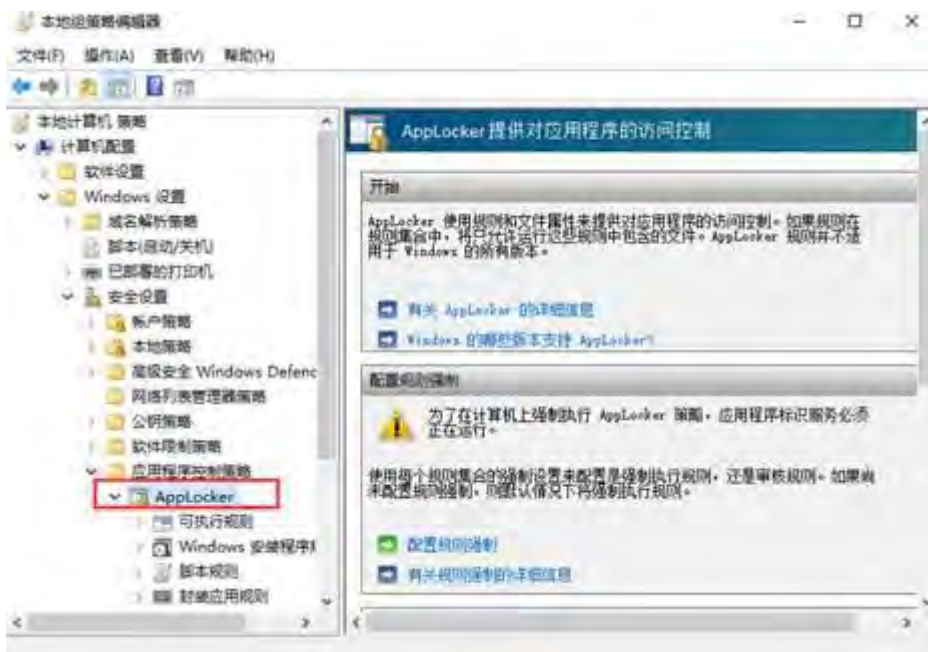 本地组策略编辑器
文件(F) 操作(A) 查看(V) 帮助(H)
本地计算机 策略
计算机配置
软件设置
Windows 设置
域名解析策略
脚本(启动/关机)
已部署的打印机
安全设置
帐户策略
本地策略
高级安全 Windows Defenc
网络列表管理器策略
公钥策略
软件限制策略
应用程序控制策略
AppLocker
可执行规则
Windows 安装程序规
脚本规则
封装应用规则
AppLocker 提供对应用程序的访问控制
开始
AppLocker 使用规则和文件属性来提供对应用程序的访问控制。如果规则在
规则集合中，将只允许运行这些规则中包含的文件。AppLocker 规则并不适
用于 Windows 的所有版本。
有关 AppLocker 的详细信息
Windows 的哪些版本支持 AppLocker?
配置规则强制
为了在计算机上强制执行 AppLocker 策略，应用程序标识服务必须
正在运行。
使用每个规则集合的强制设置来配置是强制执行规则，还是审核规则。如果尚
未配置规则强制，则默认情况下将强制执行规则。
配置规则强制
有关规则强制的详细信息